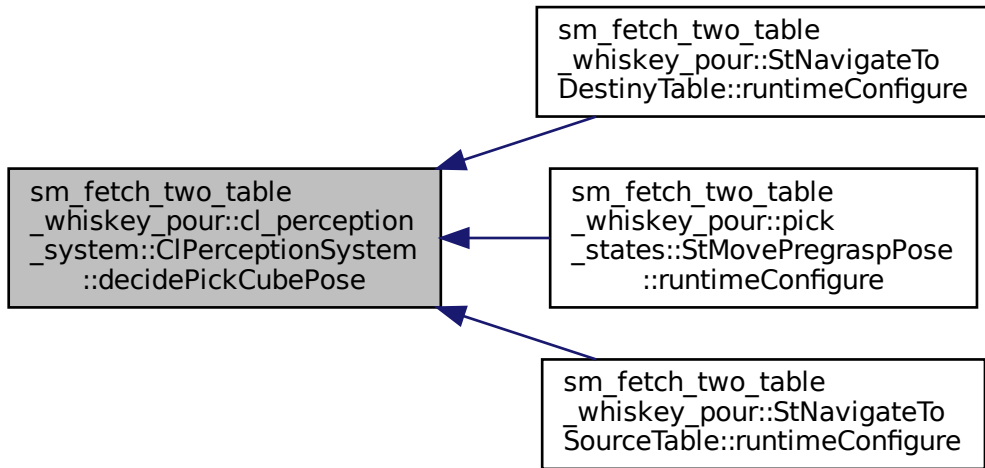 sm_fetch_two_table
_whiskey_pour::StNavigateTo
DestinyTable::runtimeConfigure
sm_fetch_two_table
_whiskey_pour::cl_perception
_system::ClPerceptionSystem
::decidePickCubePose
sm_fetch_two_table
_whiskey_pour::pick
_states::StMovePregraspPose
::runtimeConfigure
sm_fetch_two_table
_whiskey_pour::StNavigateTo
SourceTable::runtimeConfigure